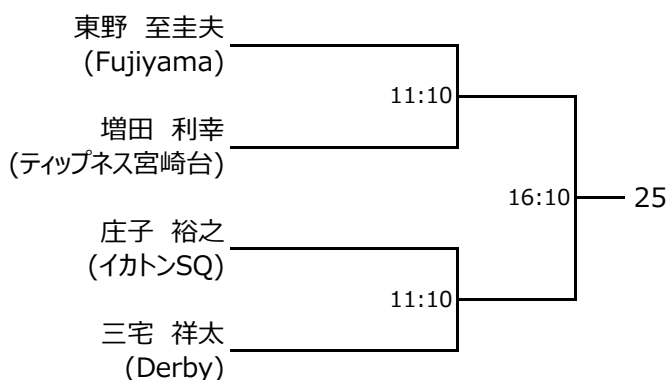 東野 至圭夫
(Fujiyama)
11:10
増田 利幸
(ティップネス宮崎台)
16:10
25
庄子 裕之
(イカトンSQ)
11:10
三宅 祥太
(Derby)